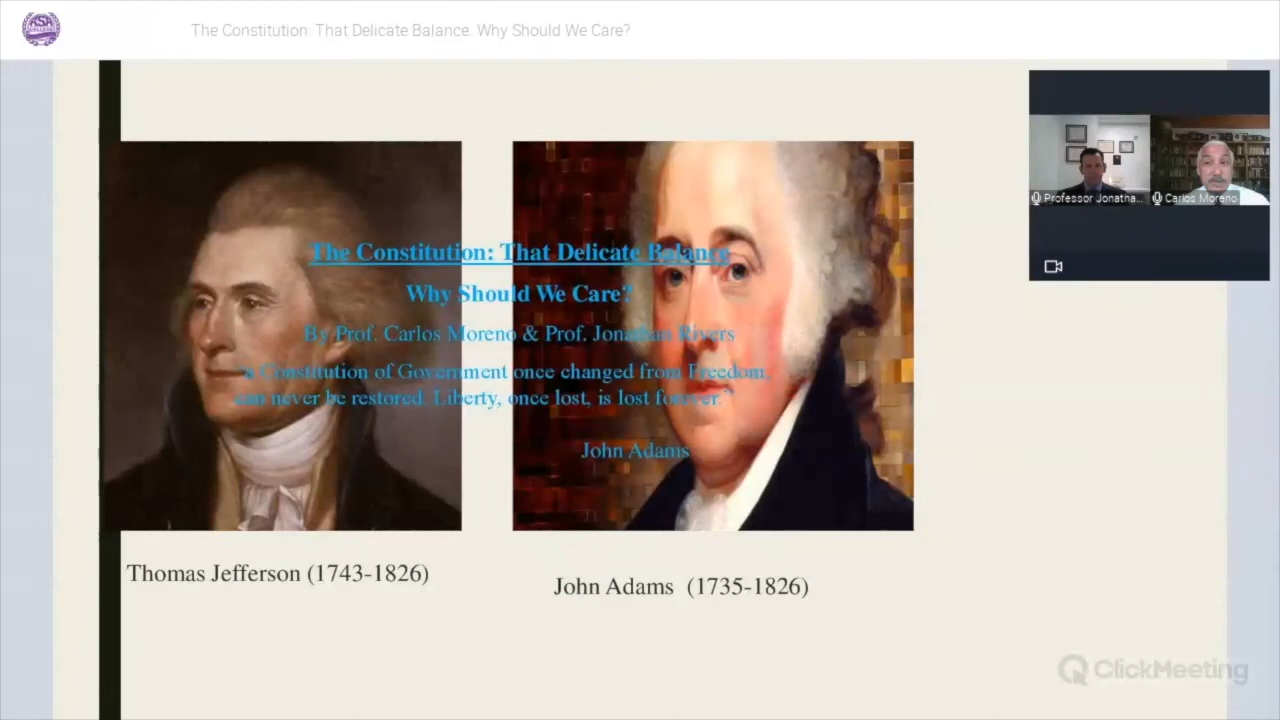 The Constitution: That Delicate Balance. Why Should We Care?
Professor Jonatha...
Carlos Moreno
The Constitution: That Delicate Balance
Why Should We Care?
By Prof. Carlos Moreno & Prof. Jonathan Rivers
"a Constitution of Government once changed from Freedom,
can never be restored. Liberty, once lost, is lost forever."
John Adams
Thomas Jefferson (1743-1826)
John Adams (1735-1826)
ClickMeeting